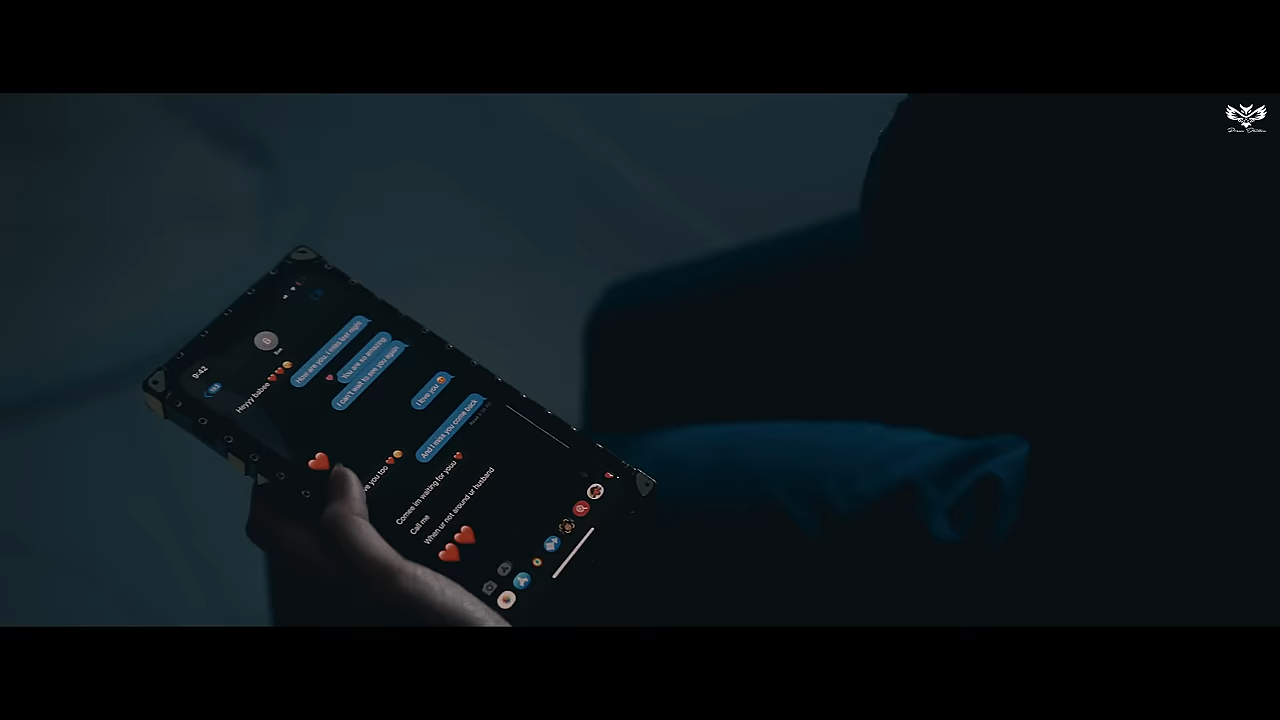 9:42
Heyyy babee ❤️❤️😍
How are you, i miss last night
You are so amazing
I can't wait to see you again
I love you
And I miss you come back
ve you too
Comee im waiting for youu ❤️
Call me
When ur not around ur husband
❤️❤️